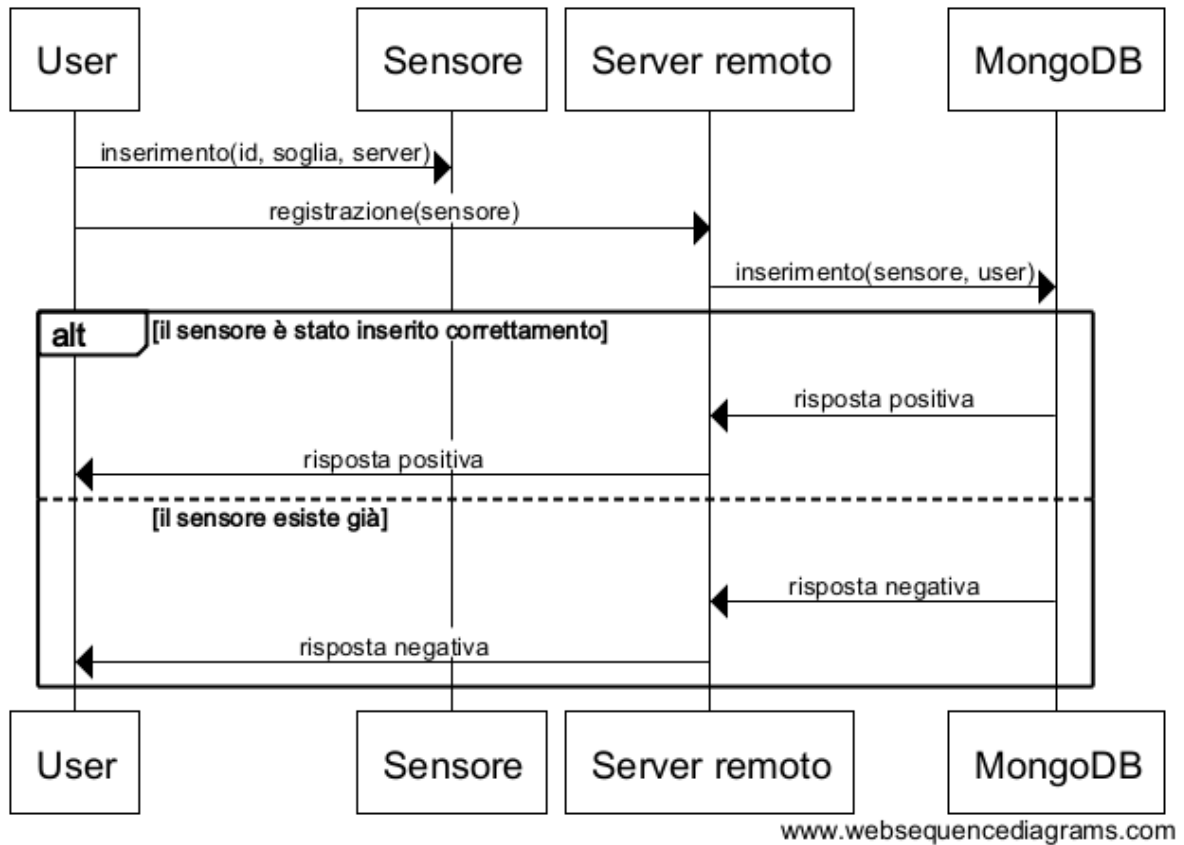 User
Sensore
Server remoto
MongoDB
inserimento(id, soglia, server)
registrazione(sensore)
inserimento(sensore, user)
alt
[il sensore è stato inserito correttamento]
risposta positiva
risposta positiva
[il sensore esiste già]
risposta negativa
risposta negativa
User
Sensore
Server remoto
MongoDB
www.websequencediagrams.com